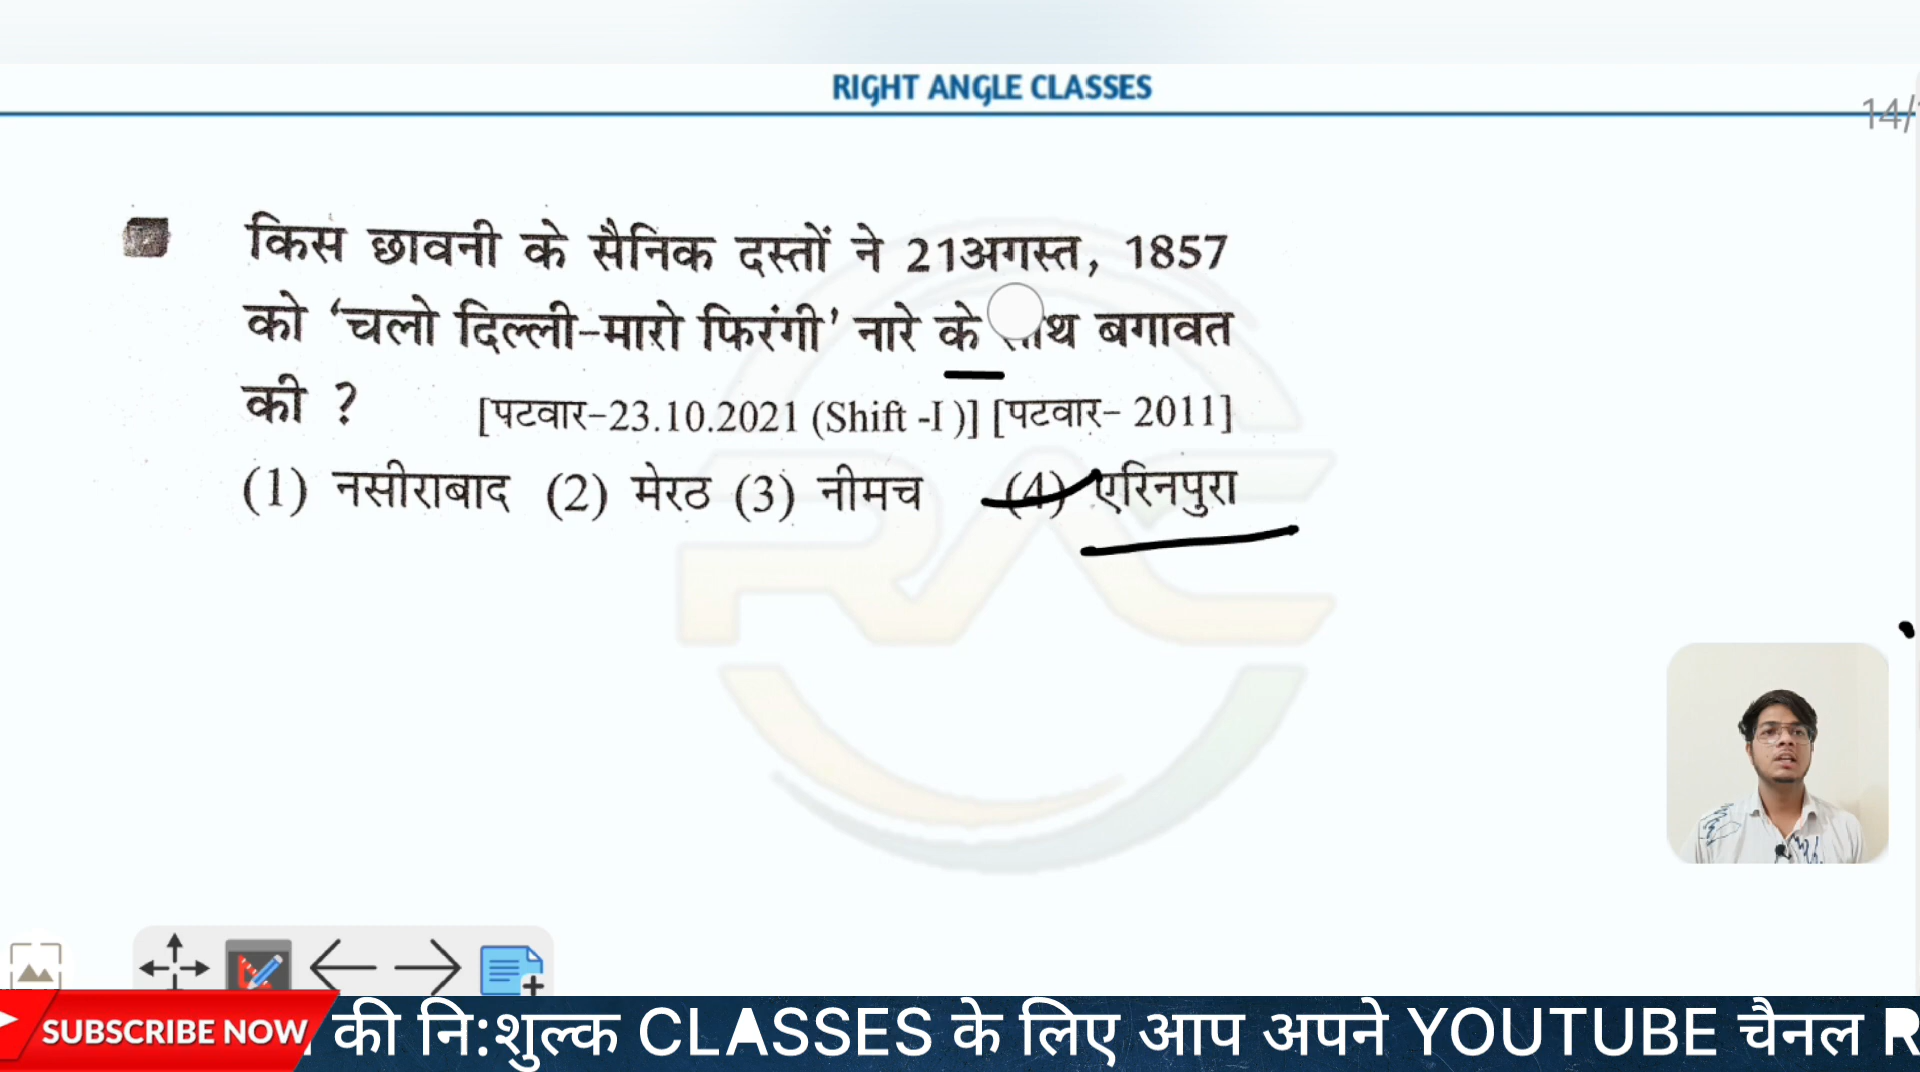 RIGHT ANGLE CLASSES
14/
किस छावनी के सैनिक दस्तों ने 21अगस्त, 1857
को ‘चलो दिल्ली-मारो फिरंगी’ नारे के साथ बगावत
की ? [पटवार-23.10.2021 (Shift -I )] [पटवार- 2011]
(1) नसीराबाद (2) मेरठ (3) नीमच (4) एरिनपुरा
SUBSCRIBE NOW की नि:शुल्क CLASSES के लिए आप अपने YOUTUBE चैनल R